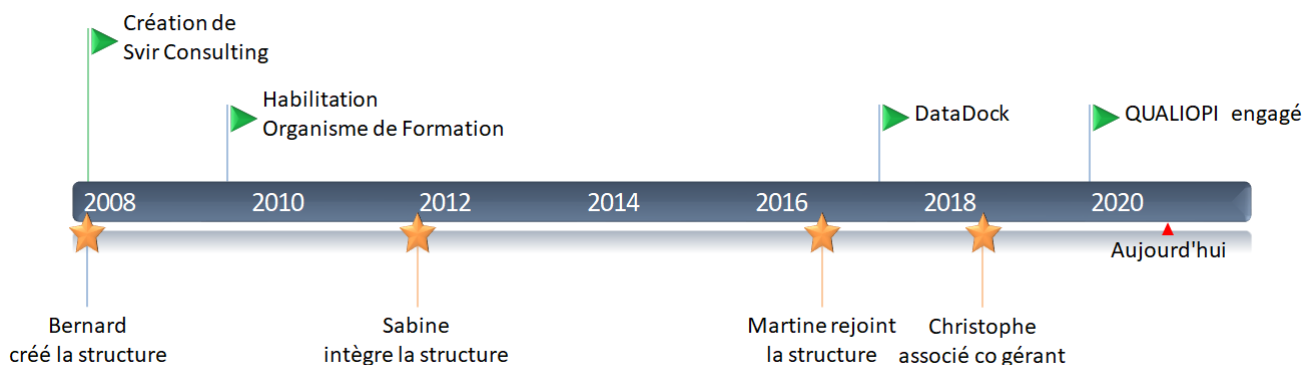 Création de
Svir Consulting
Habilitation
Organisme de Formation
DataDock
QUALIOPI engagé
2008 2010 2012 2014 2016 2018 2020
Aujourd'hui
Bernard
créé la structure
Sabine
intègre la structure
Martine rejoint
la structure
Christophe
associé co gérant